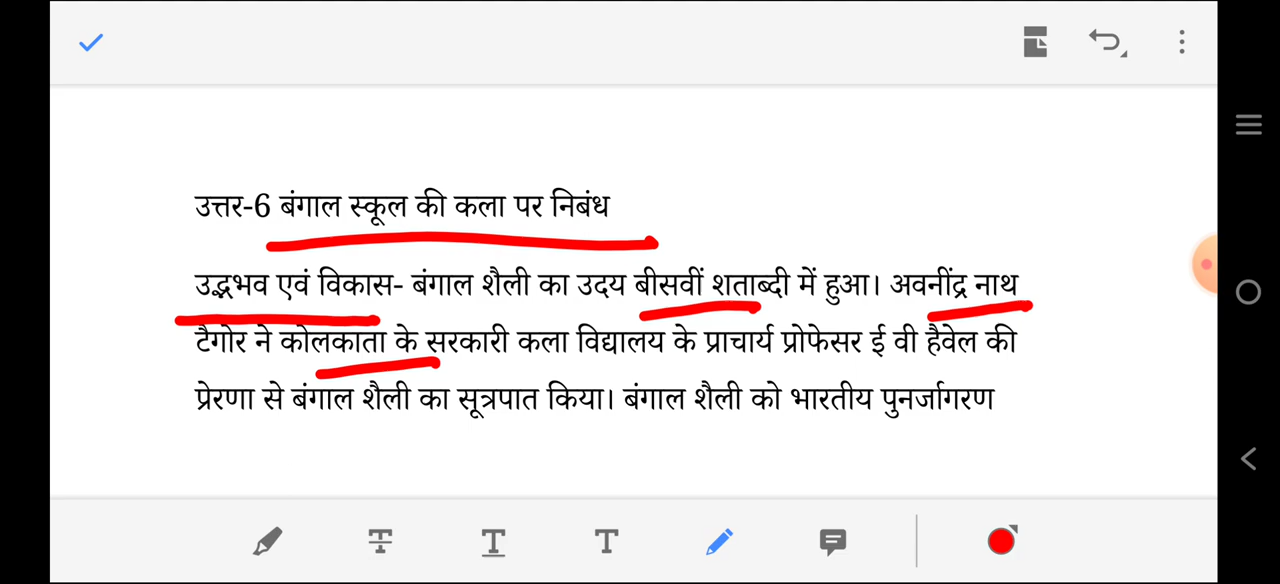 उत्तर-6 बंगाल स्कूल की कला पर निबंध
उद्भभव एवं विकास- बंगाल शैली का उदय बीसवीं शताब्दी में हुआ। अवनींद्र नाथ
टैगोर ने कोलकाता के सरकारी कला विद्यालय के प्राचार्य प्रोफेसर ई वी हैवेल की
प्रेरणा से बंगाल शैली का सूत्रपात किया। बंगाल शैली को भारतीय पुनर्जागरण